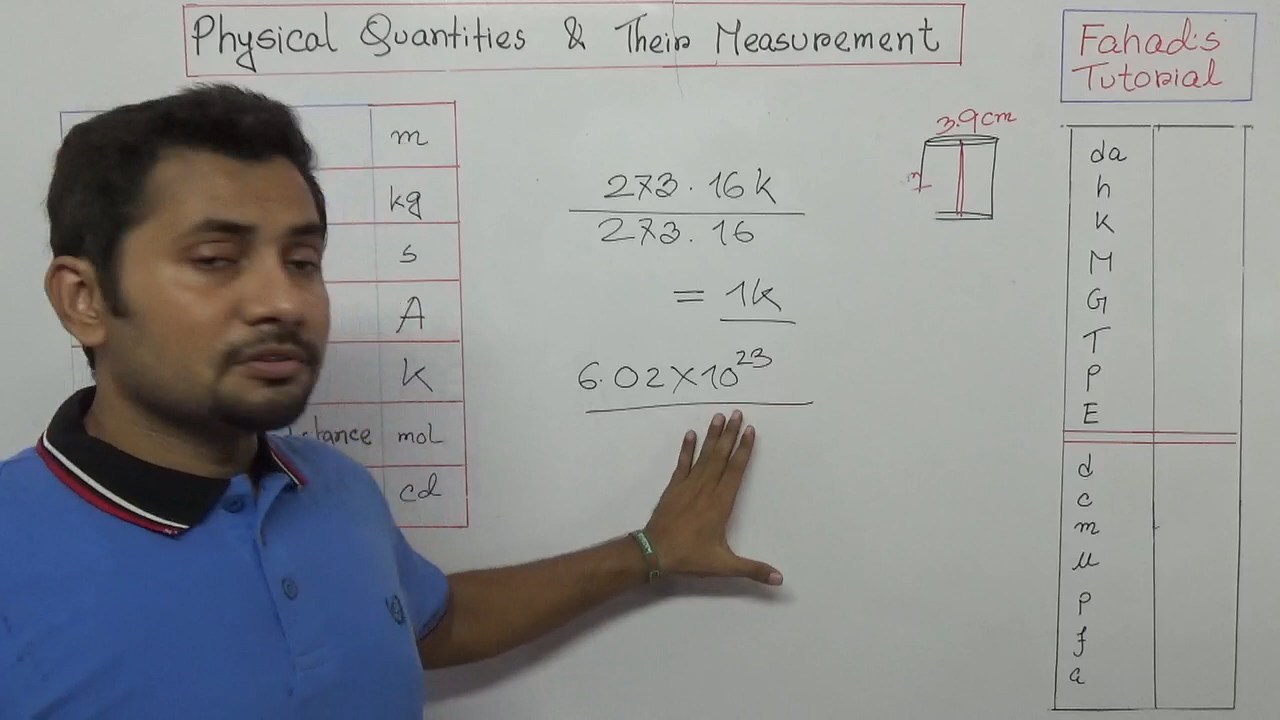 Physical Quantities & Their Measurement
Fahad's
Tutorial
m
kg
s
A
K
mol
cd
273.16 K
273.16
= 1K
6.02×10²³
3.9cm
da
h
K
M
G
T
P
E
d
c
m
μ
p
f
a